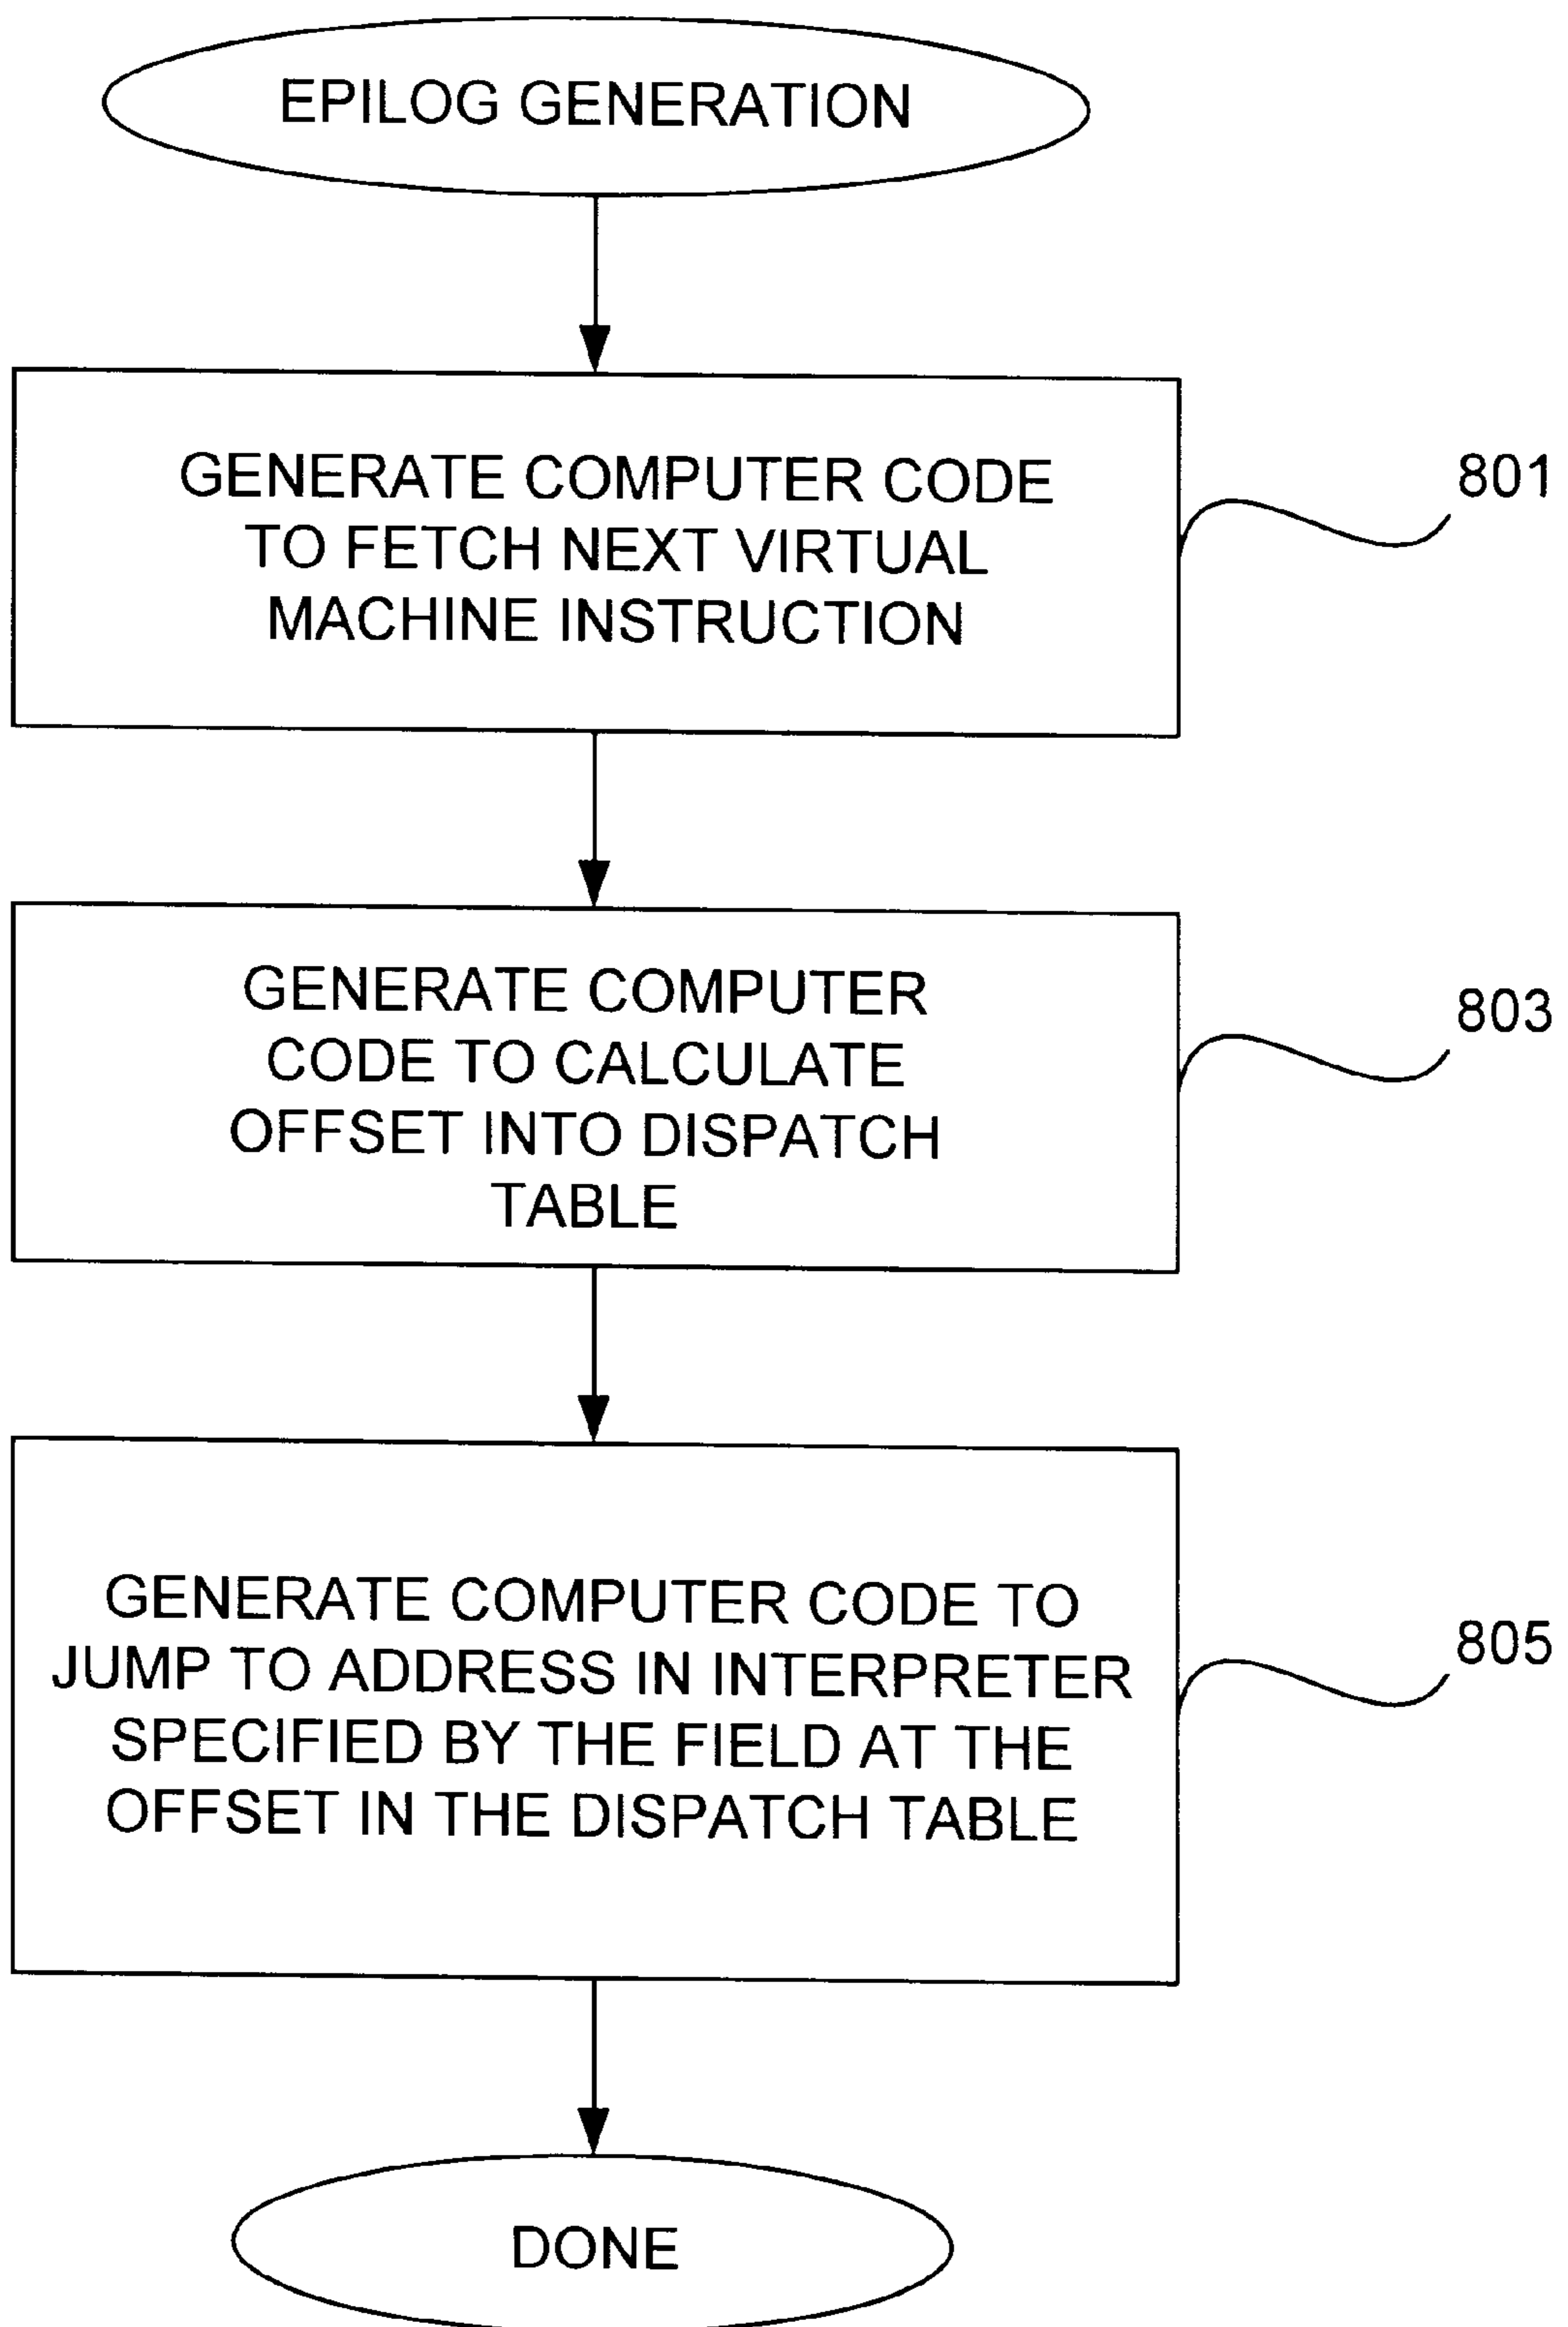 EPILOG GENERATION
GENERATE COMPUTER CODE
TO FETCH NEXT VIRTUAL
MACHINE INSTRUCTION
801
GENERATE COMPUTER
CODE TO CALCULATE
OFFSET INTO DISPATCH
TABLE
803
GENERATE COMPUTER CODE TO
JUMP TO ADDRESS IN INTERPRETER
SPECIFIED BY THE FIELD AT THE
OFFSET IN THE DISPATCH TABLE
805
DONE